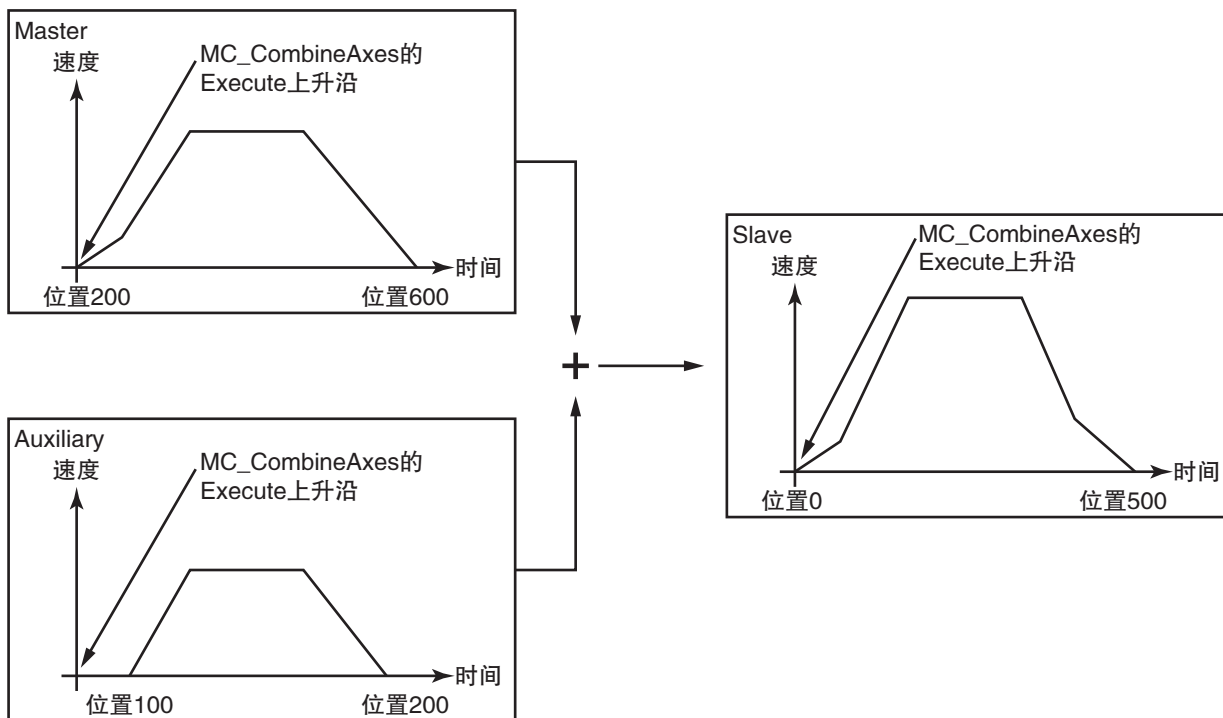 Master
速度
MC_CombineAxes的
Execute上升沿
时间
位置200
位置600
+
Slave
速度
MC_CombineAxes的
Execute上升沿
时间
位置0
位置500
Auxiliary
速度
MC_CombineAxes的
Execute上升沿
时间
位置100
位置200